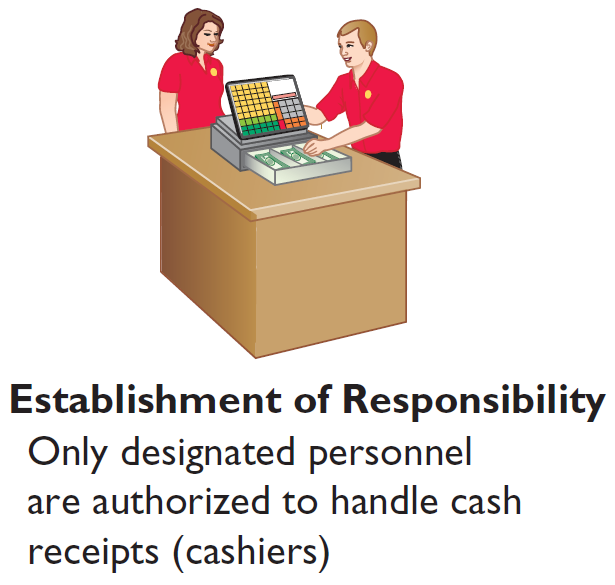 Establishment of Responsibility
Only designated personnel
are authorized to handle cash
receipts (cashiers)